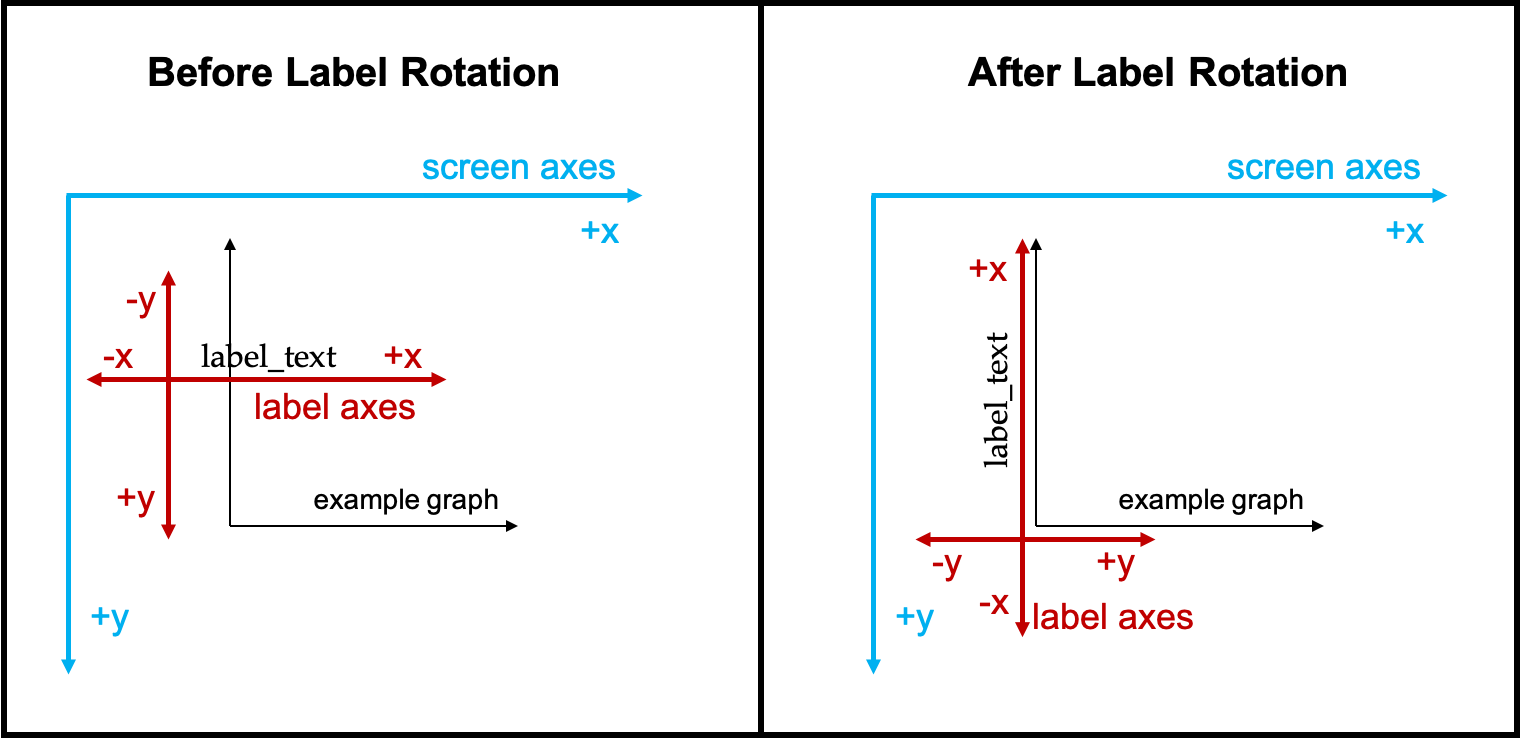 Before Label Rotation
screen axes
+x
-y
-x
label_text
+x
label axes
+y
example graph
+y
After Label Rotation
screen axes
+x
+x
label_text
example graph
-y
+y
-x
label axes
+y